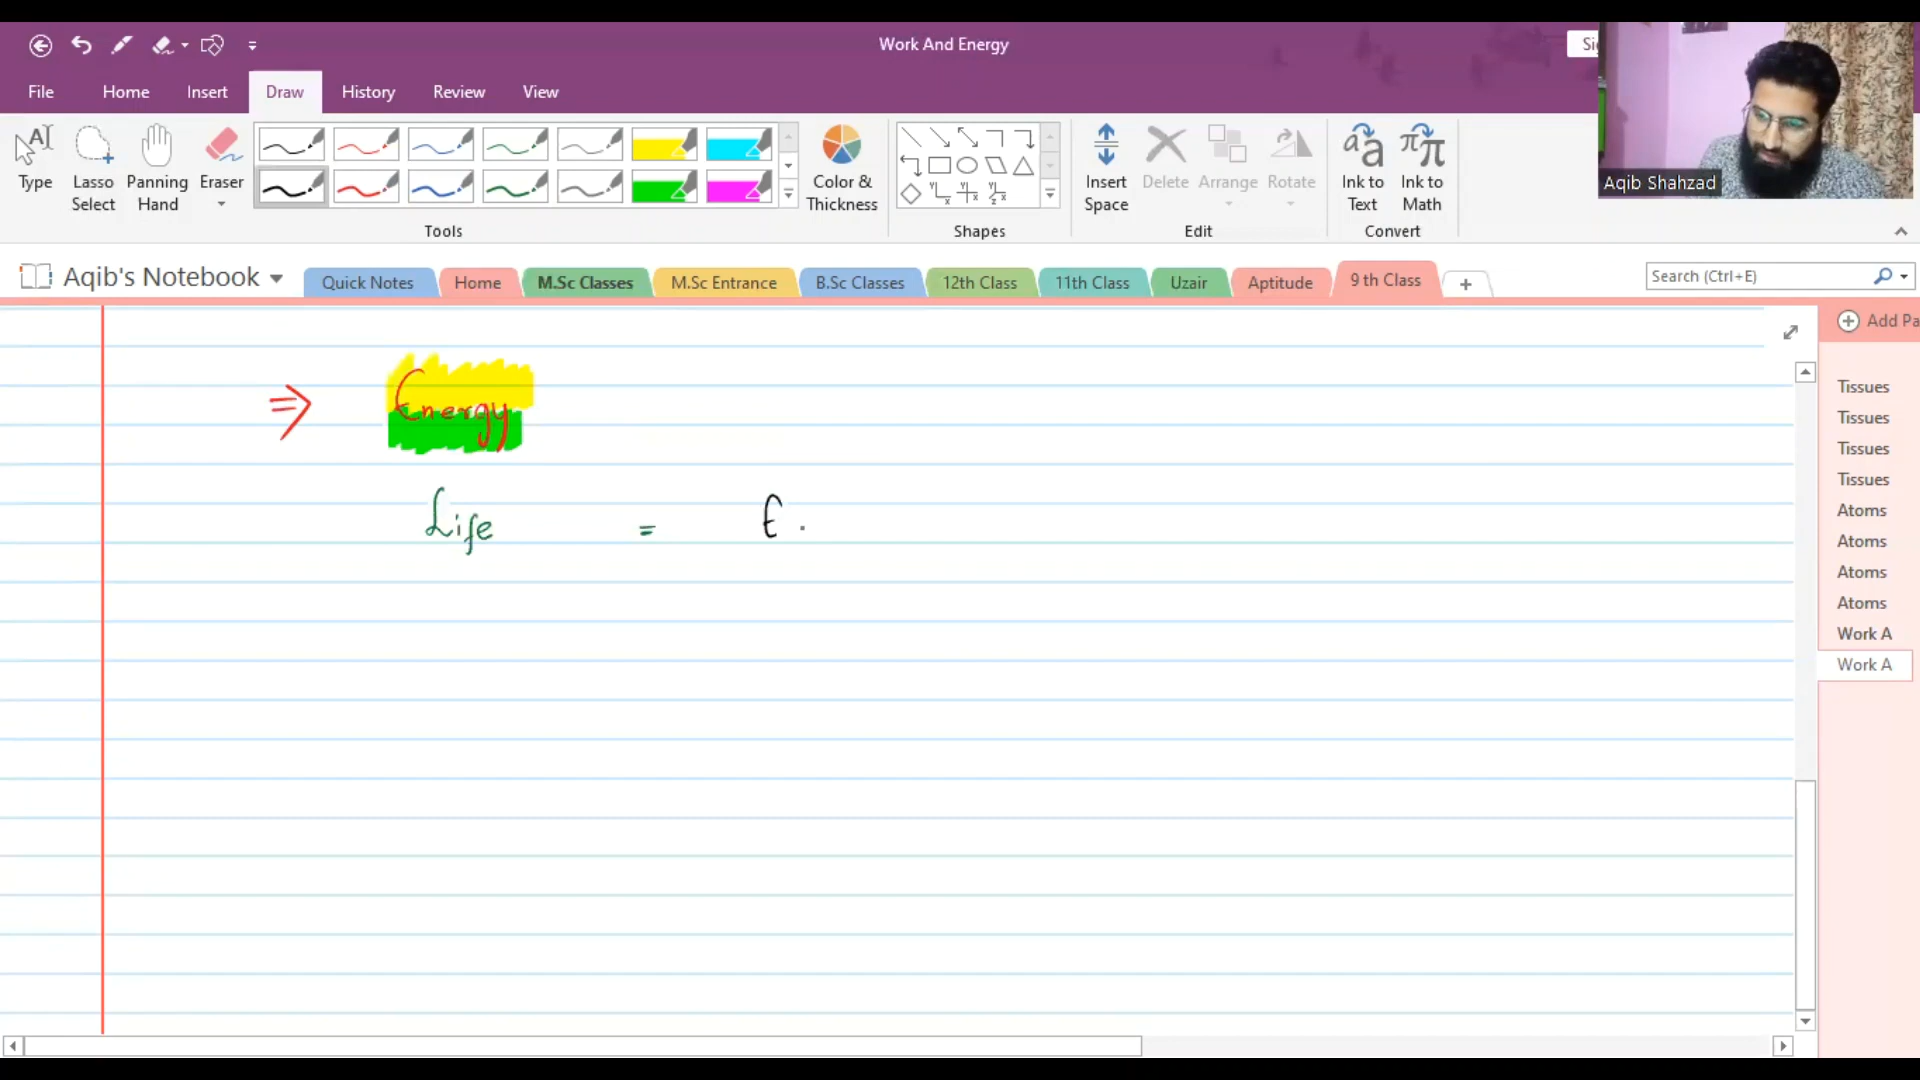 Work And Energy
File Home Insert Draw History Review View
Type
Lasso Select
Panning Hand
Eraser
Color & Thickness
Insert Space
Delete
Arrange
Rotate
Ink to Text
Ink to Math
Tools
Shapes
Edit
Convert
Aqib Shahzad
Aqib's Notebook
Quick Notes Home M.Sc Classes M.Sc Entrance B.Sc Classes 12th Class 11th Class Uzair Aptitude 9 th Class +
Search (Ctrl+E)
Add Pa
Tissues
Tissues
Tissues
Tissues
Atoms
Atoms
Atoms
Atoms
Work A
Work A
⇒ Energy
Life = E